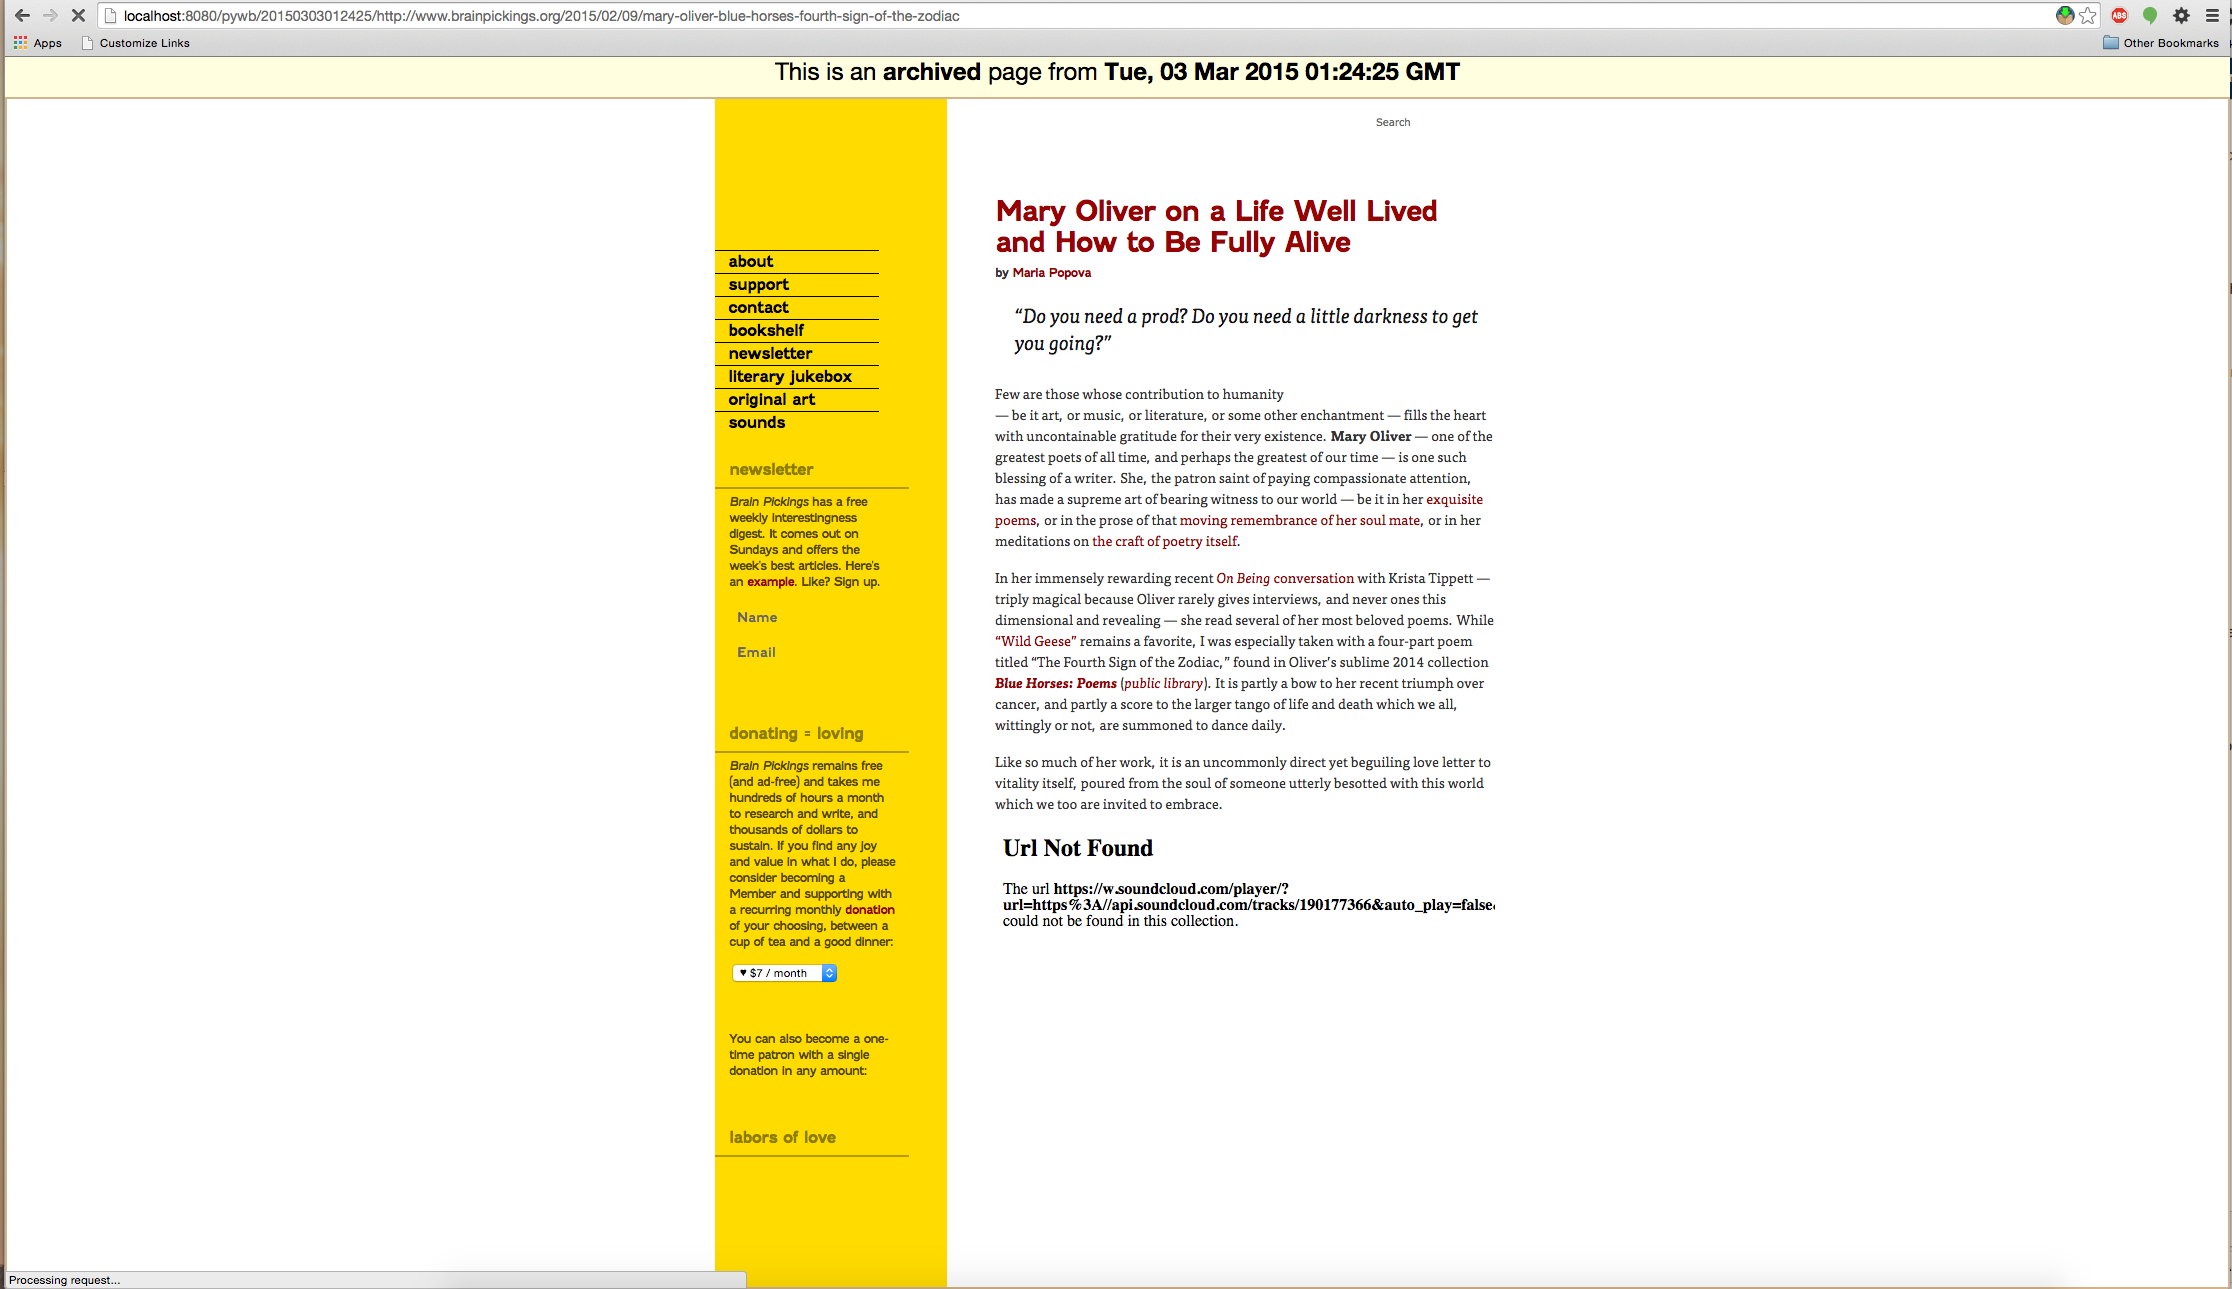 localhost:8080/pywb/20150303012425/http://www.brainpickings.org/2015/02/09/mary-oliver-blue-horses-fourth-sign-of-the-zodiac
ABS
Apps
Customize Links
Other Bookmarks
This is an archived page from Tue, 03 Mar 2015 01:24:25 GMT
Search
about
support
contact
bookshelf
newsletter
literary jukebox
original art
sounds
newsletter
Brain Pickings has a free
weekly interestingness
digest. It comes out on
Sundays and offers the
week's best articles. Here's
an example. Like? Sign up.
Name
Email
donating = loving
Brain Pickings remains free
(and ad-free) and takes me
hundreds of hours a month
to research and write, and
thousands of dollars to
sustain. If you find any joy
and value in what I do, please
consider becoming a
Member and supporting with
a recurring monthly donation
of your choosing, between a
cup of tea and a good dinner:
♥ $7 / month
You can also become a one-
time patron with a single
donation in any amount:
labors of love
Mary Oliver on a Life Well Lived
and How to Be Fully Alive
by Maria Popova
“Do you need a prod? Do you need a little darkness to get
you going?”
Few are those whose contribution to humanity
— be it art, or music, or literature, or some other enchantment — fills the heart
with uncontainable gratitude for their very existence. Mary Oliver — one of the
greatest poets of all time, and perhaps the greatest of our time — is one such
blessing of a writer. She, the patron saint of paying compassionate attention,
has made a supreme art of bearing witness to our world — be it in her exquisite
poems, or in the prose of that moving remembrance of her soul mate, or in her
meditations on the craft of poetry itself.
In her immensely rewarding recent On Being conversation with Krista Tippett —
triply magical because Oliver rarely gives interviews, and never ones this
dimensional and revealing — she read several of her most beloved poems. While
“Wild Geese” remains a favorite, I was especially taken with a four-part poem
titled “The Fourth Sign of the Zodiac,” found in Oliver’s sublime 2014 collection
Blue Horses: Poems (public library). It is partly a bow to her recent triumph over
cancer, and partly a score to the larger tango of life and death which we all,
wittingly or not, are summoned to dance daily.
Like so much of her work, it is an uncommonly direct yet beguiling love letter to
vitality itself, poured from the soul of someone utterly besotted with this world
which we too are invited to embrace.
Url Not Found
The url https://w.soundcloud.com/player/?
url=https%3A//api.soundcloud.com/tracks/190177366&auto_play=false
could not be found in this collection.
Processing request...